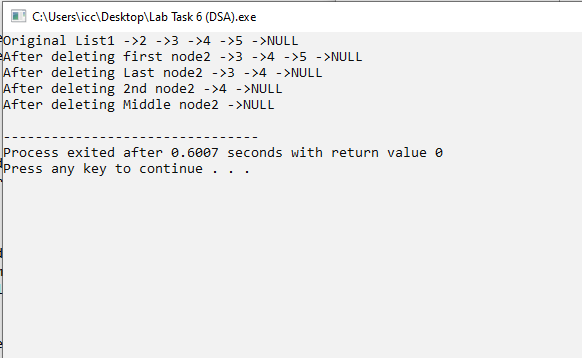 C:\Users\icc\Desktop\Lab Task 6 (DSA).exe
Original List1 ->2 ->3 ->4 ->5 ->NULL
After deleting first node2 ->3 ->4 ->5 ->NULL
After deleting Last node2 ->3 ->4 ->NULL
After deleting 2nd node2 ->4 ->NULL
After deleting Middle node2 ->NULL
--------------------------------
Process exited after 0.6007 seconds with return value 0
Press any key to continue . . .